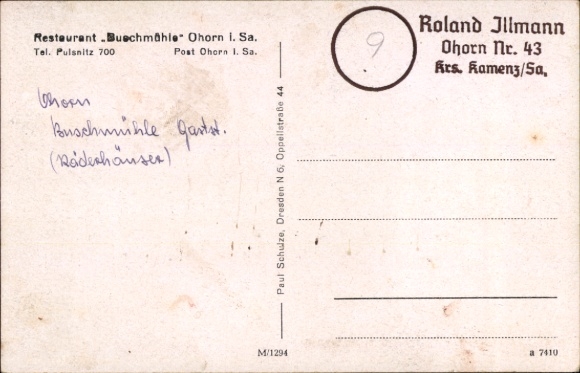 Restaurant „Buschmühle" Ohorn i. Sa.
Tel. Pulsnitz 700 Post Ohorn i. Sa.
Ohorn
Buschmühle Gastst.
(Röderhäuser)
Paul Schulze, Dresden N 6, Oppellstraße 44
9
Roland Illmann
Ohorn Nr. 43
Krs. Kamenz/Sa.
M/1294
a 7410